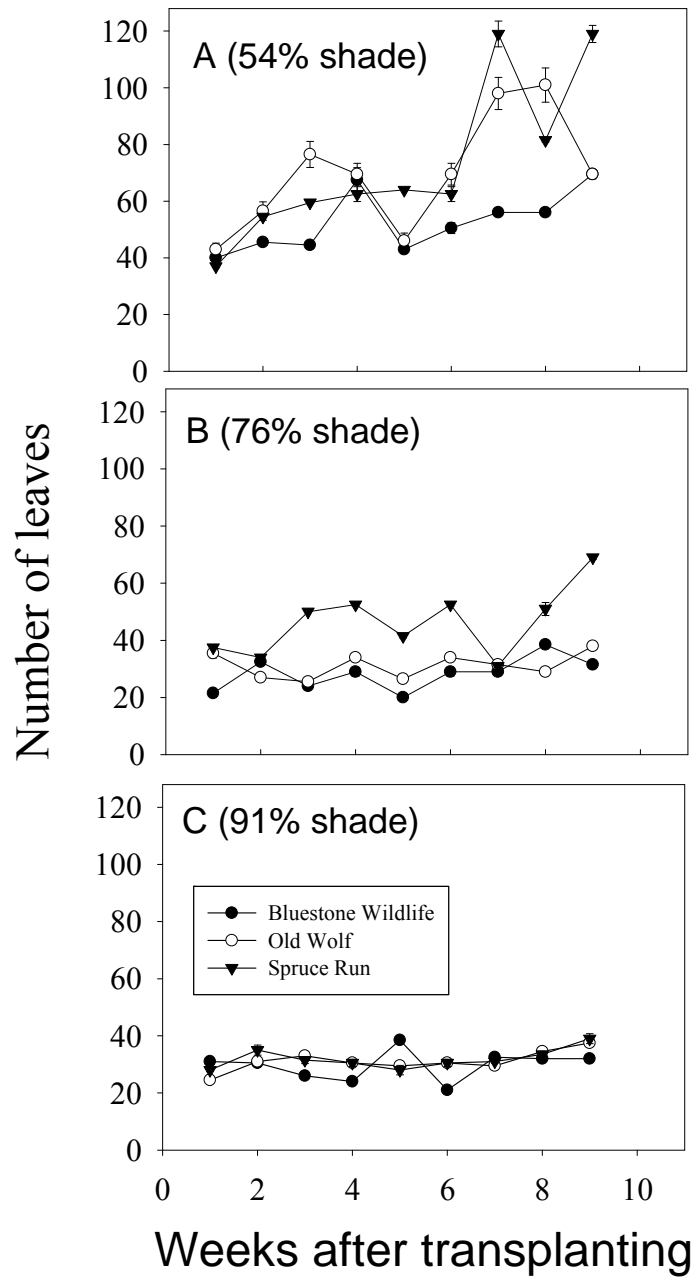 Number of leaves
A (54% shade)
120
100
80
60
40
20
0
B (76% shade)
120
100
80
60
40
20
0
C (91% shade)
120
100
80
60
40
20
0
Bluestone Wildlife
Old Wolf
Spruce Run
0 2 4 6 8 10
Weeks after transplanting